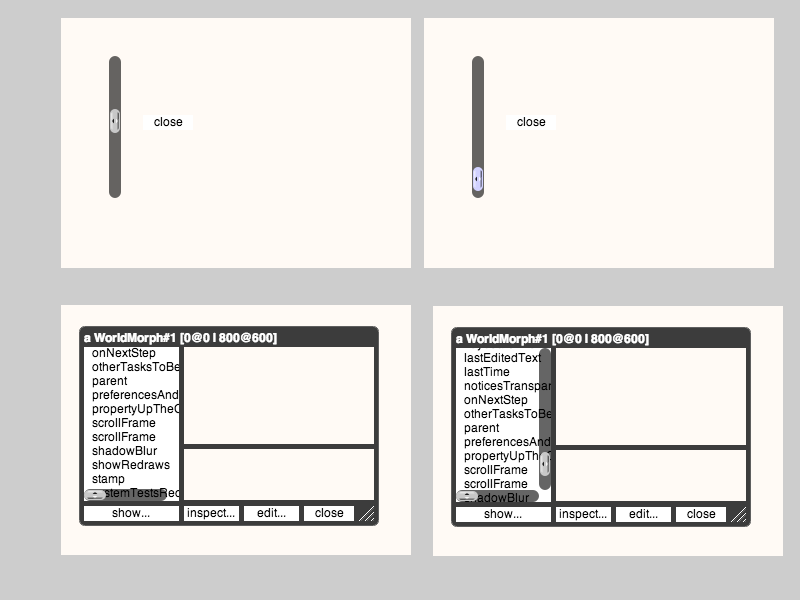 close
close
a WorldMorph#1 [0@0 | 800@600]
onNextStep
otherTasksToBe
parent
preferencesAnd
propertyUpTheC
scrollFrame
scrollFrame
shadowBlur
showRedraws
stamp
stemTestsRed
show...
inspect...
edit...
close
a WorldMorph#1 [0@0 | 800@600]
lastEditedText
lastTime
noticesTranspar
onNextStep
otherTasksToBe
parent
preferencesAnd
propertyUpTh
scrollFrame
scrollFrame
adowBlur
show...
inspect...
edit...
close